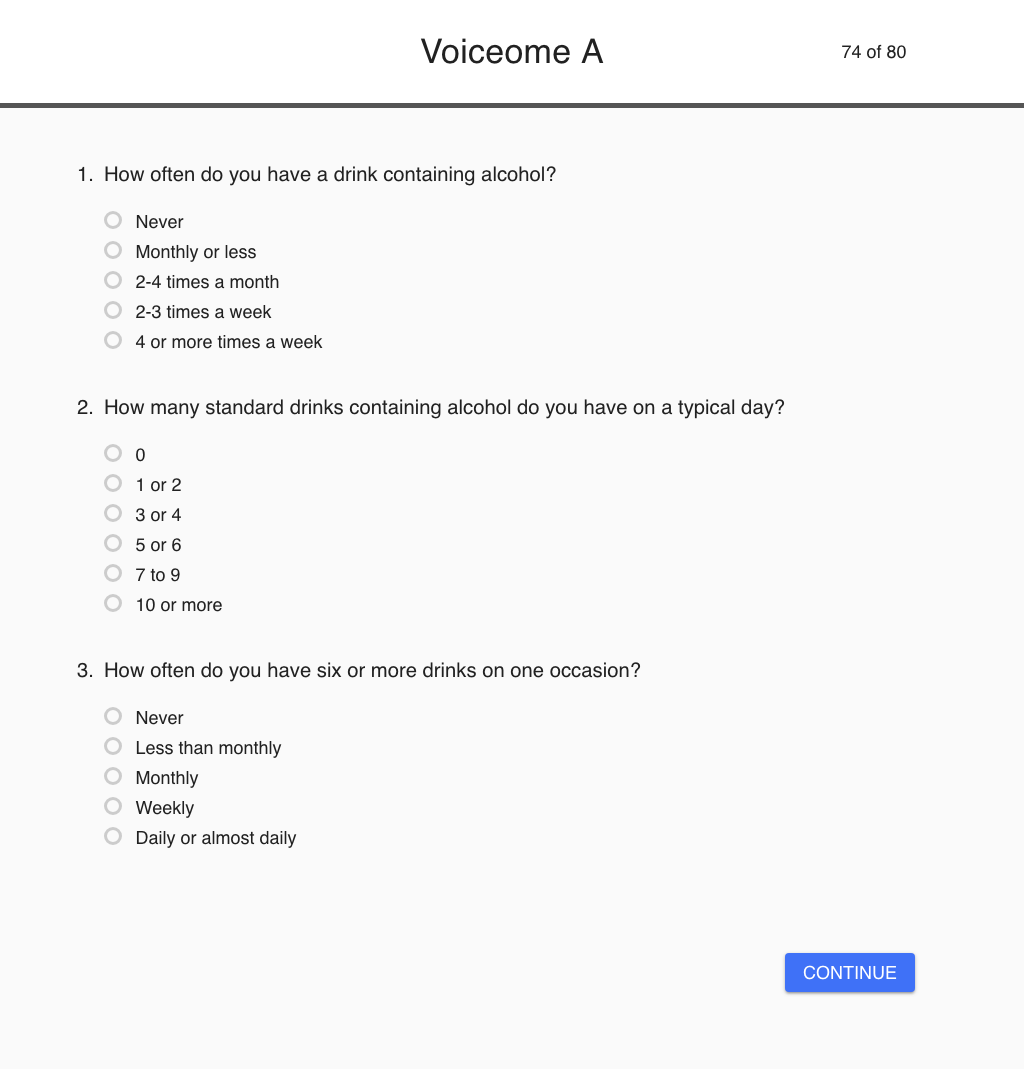 Voiceome A
74 of 80
1. How often do you have a drink containing alcohol?
Never
Monthly or less
2-4 times a month
2-3 times a week
4 or more times a week
2. How many standard drinks containing alcohol do you have on a typical day?
0
1 or 2
3 or 4
5 or 6
7 to 9
10 or more
3. How often do you have six or more drinks on one occasion?
Never
Less than monthly
Monthly
Weekly
Daily or almost daily
CONTINUE